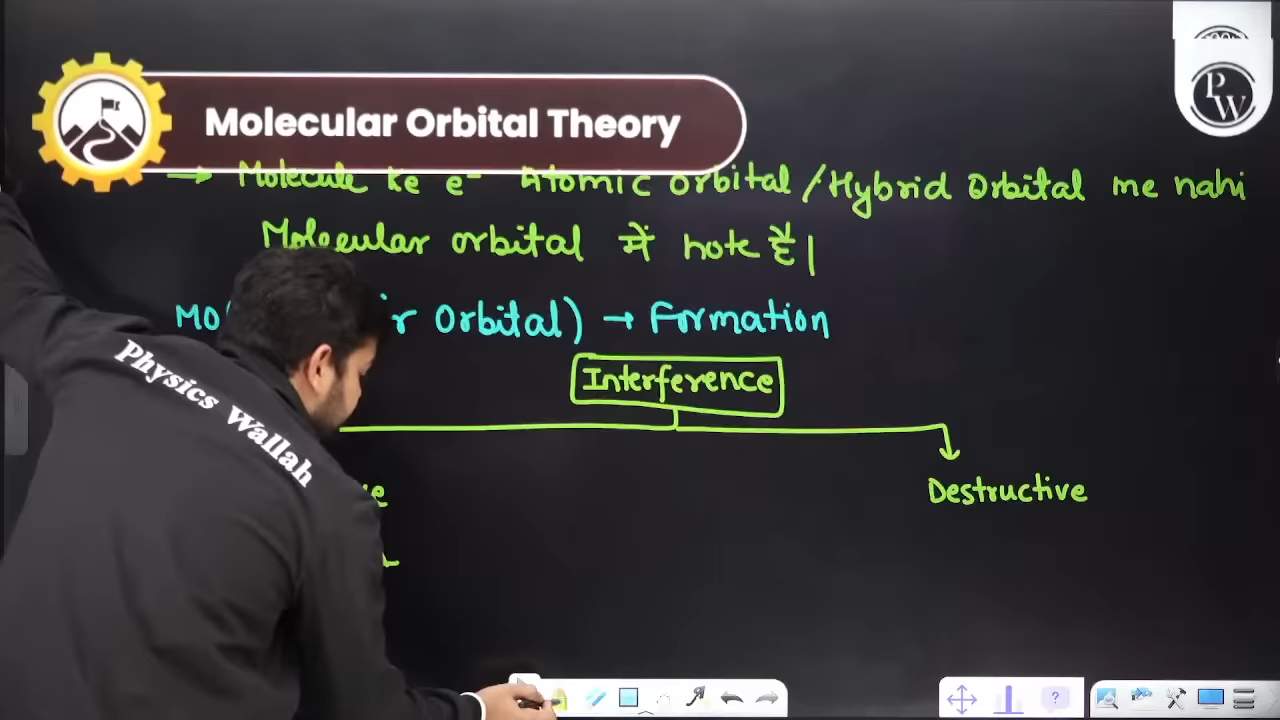 PW
Molecular Orbital Theory
→ Molecule ke e⁻ Atomic orbital / Hybrid Orbital me nahi
Molecular orbital में hote हैं|
MO( r Orbital) → Formation
Interference
Destructive
Physics Wallah